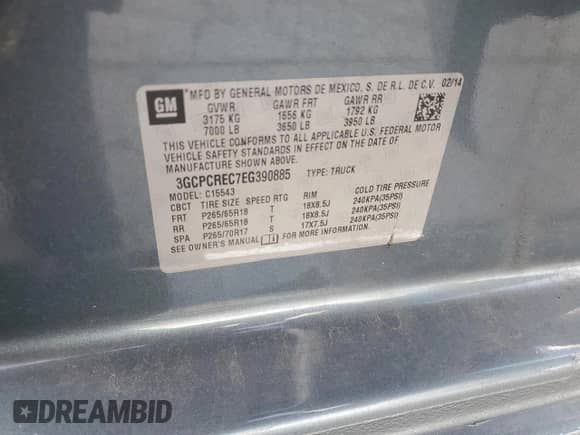 GM
MFD BY GENERAL MOTORS DE MEXICO, S. DE R.L. DE C.V. 02/14
GVWR GAWR FRT GAWR RR
3175 KG 1656 KG 1792 KG
7000 LB 3650 LB 3950 LB
THIS VEHICLE CONFORMS TO ALL APPLICABLE U.S. FEDERAL MOTOR
VEHICLE SAFETY STANDARDS IN EFFECT ON THE DATE OF
MANUFACTURE SHOWN ABOVE.
3GCPCREC7EG390885 TYPE: TRUCK
MODEL: C15543
CBCT TIRE SIZE SPEED RTG RIM COLD TIRE PRESSURE
FRT P265/65R18 T 18X8.5J 240KPA(35PSI)
RR P265/65R18 T 18X8.5J 240KPA(35PSI)
SPA P265/70R17 S 17X7.5J 240KPA(35PSI)
SEE OWNER'S MANUAL FOR MORE INFORMATION.
DREAMBID